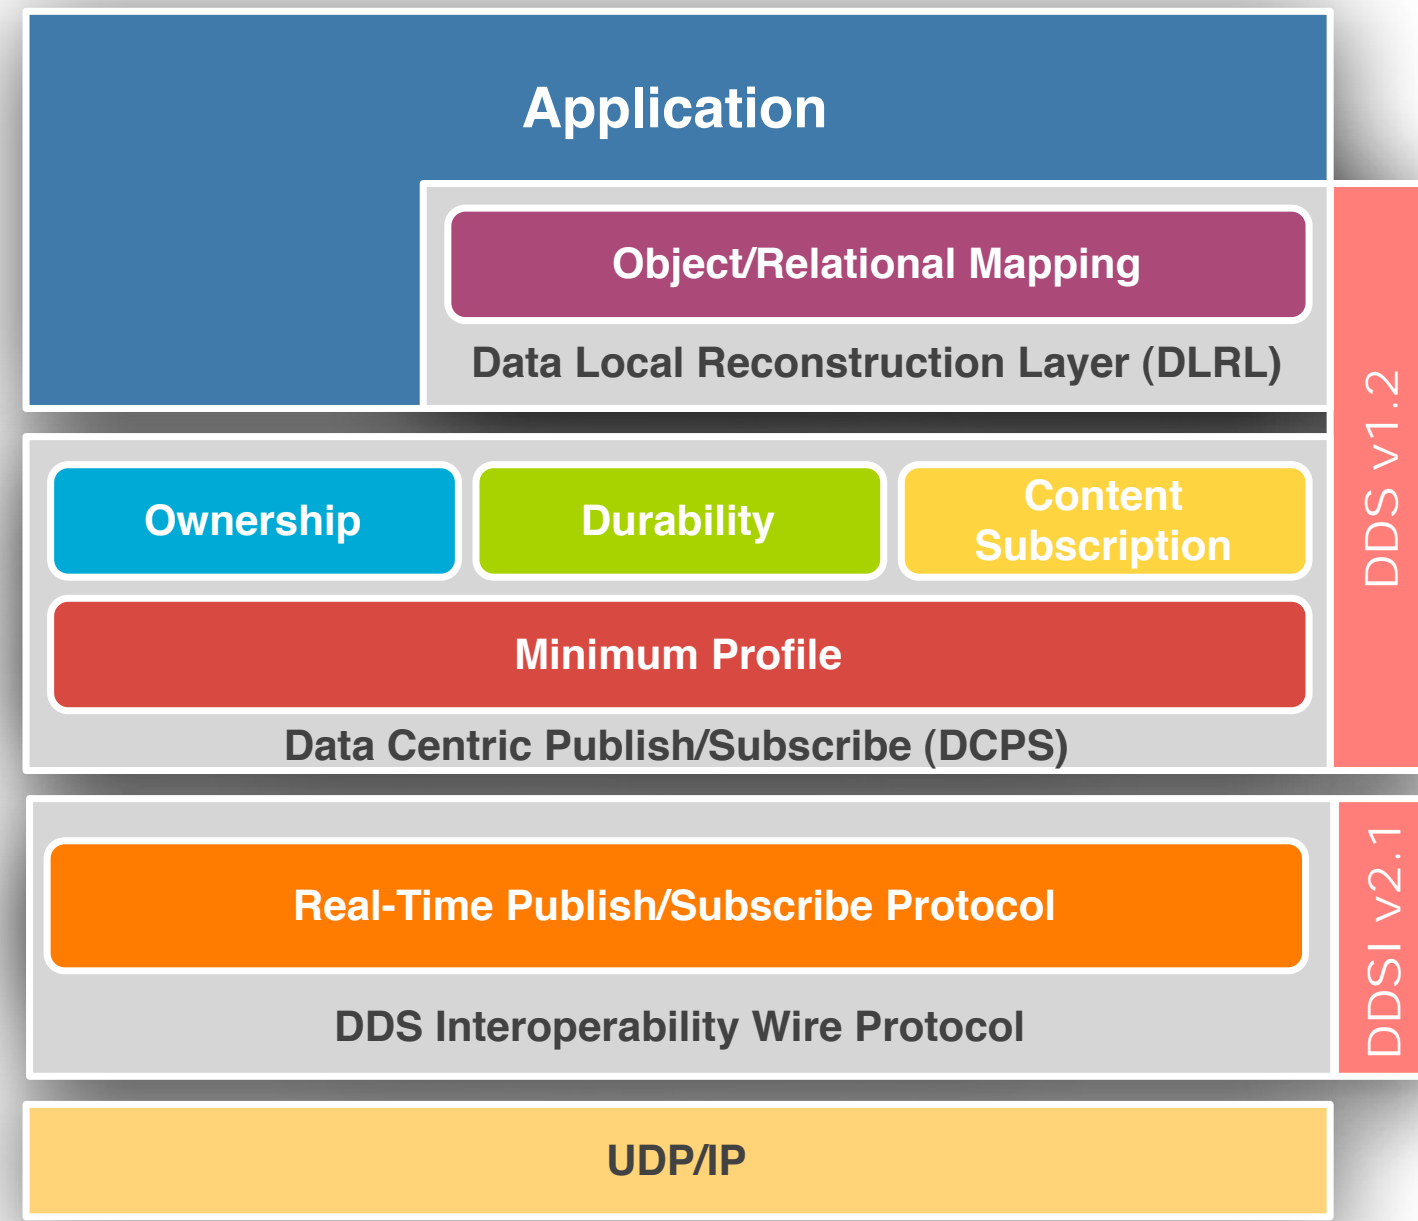 Application
Object/Relational Mapping
Data Local Reconstruction Layer (DLRL)
DDS v1.2
Ownership
Durability
Content
Subscription
Minimum Profile
Data Centric Publish/Subscribe (DCPS)
Real-Time Publish/Subscribe Protocol
DDS Interoperability Wire Protocol
DDSI v2.1
UDP/IP